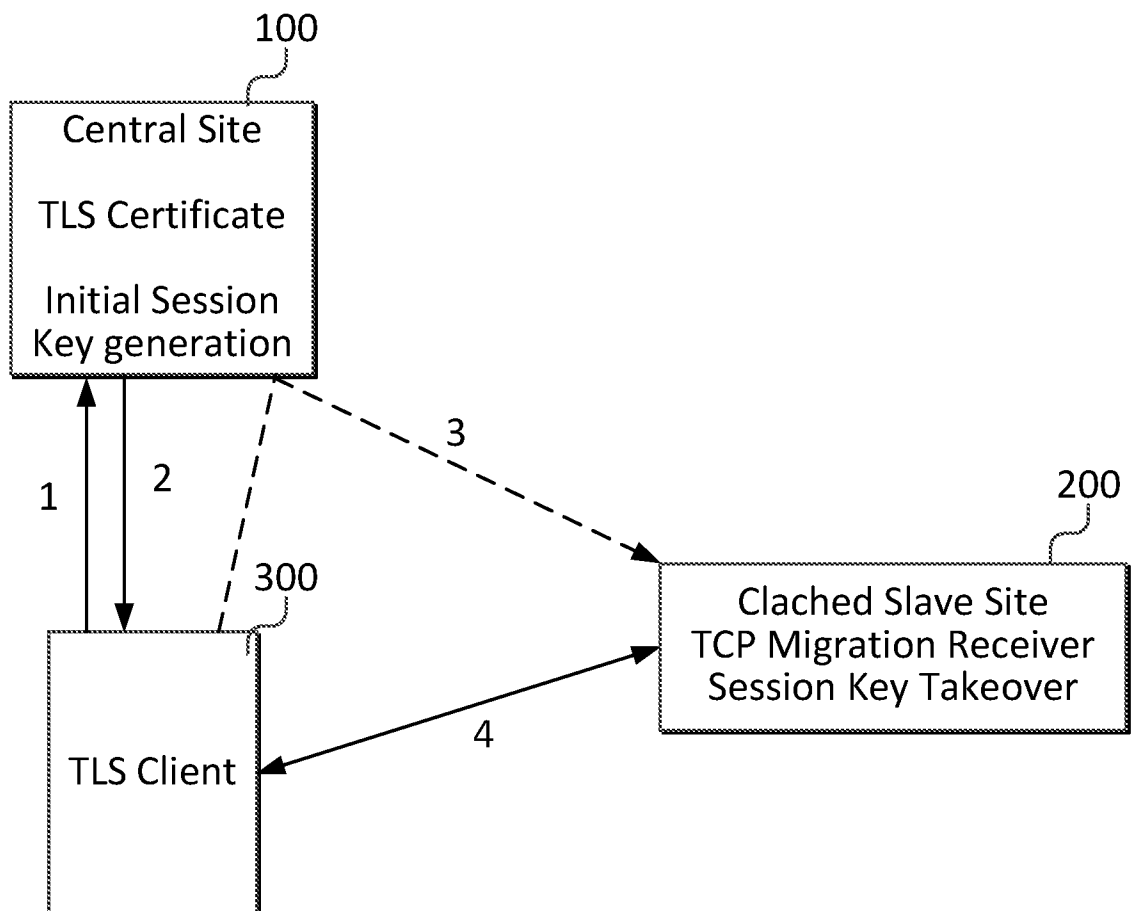 100
Central Site
TLS Certificate
Initial Session
Key generation
3
1
2
200
300
Clached Slave Site
TCP Migration Receiver
Session Key Takeover
4
TLS Client